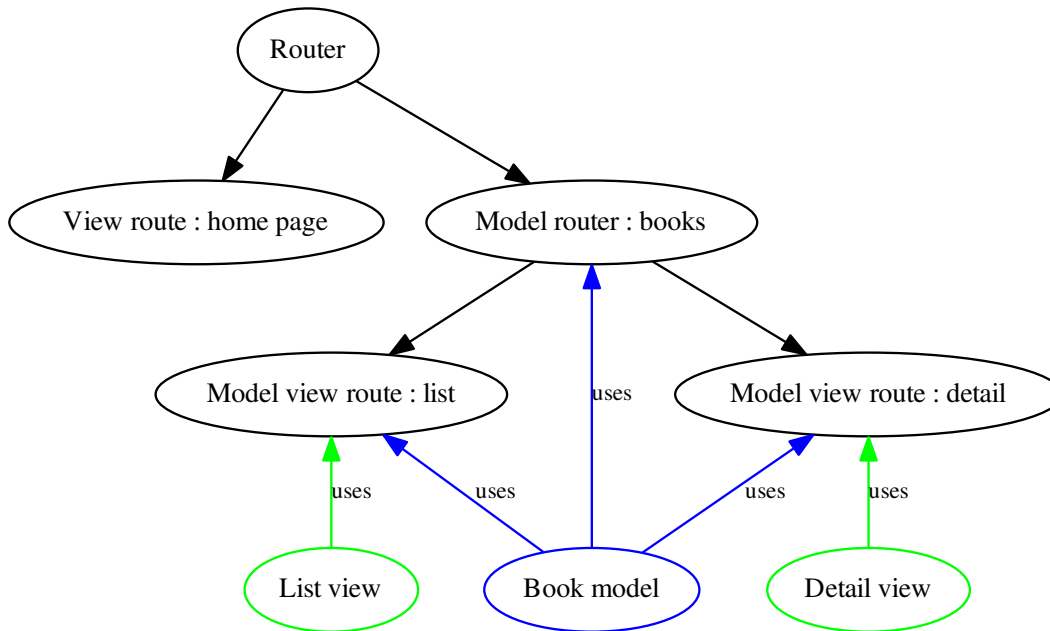 Router
View route : home page
Model router : books
Model view route : list
uses
Model view route : detail
uses
uses
uses
uses
List view
Book model
Detail view